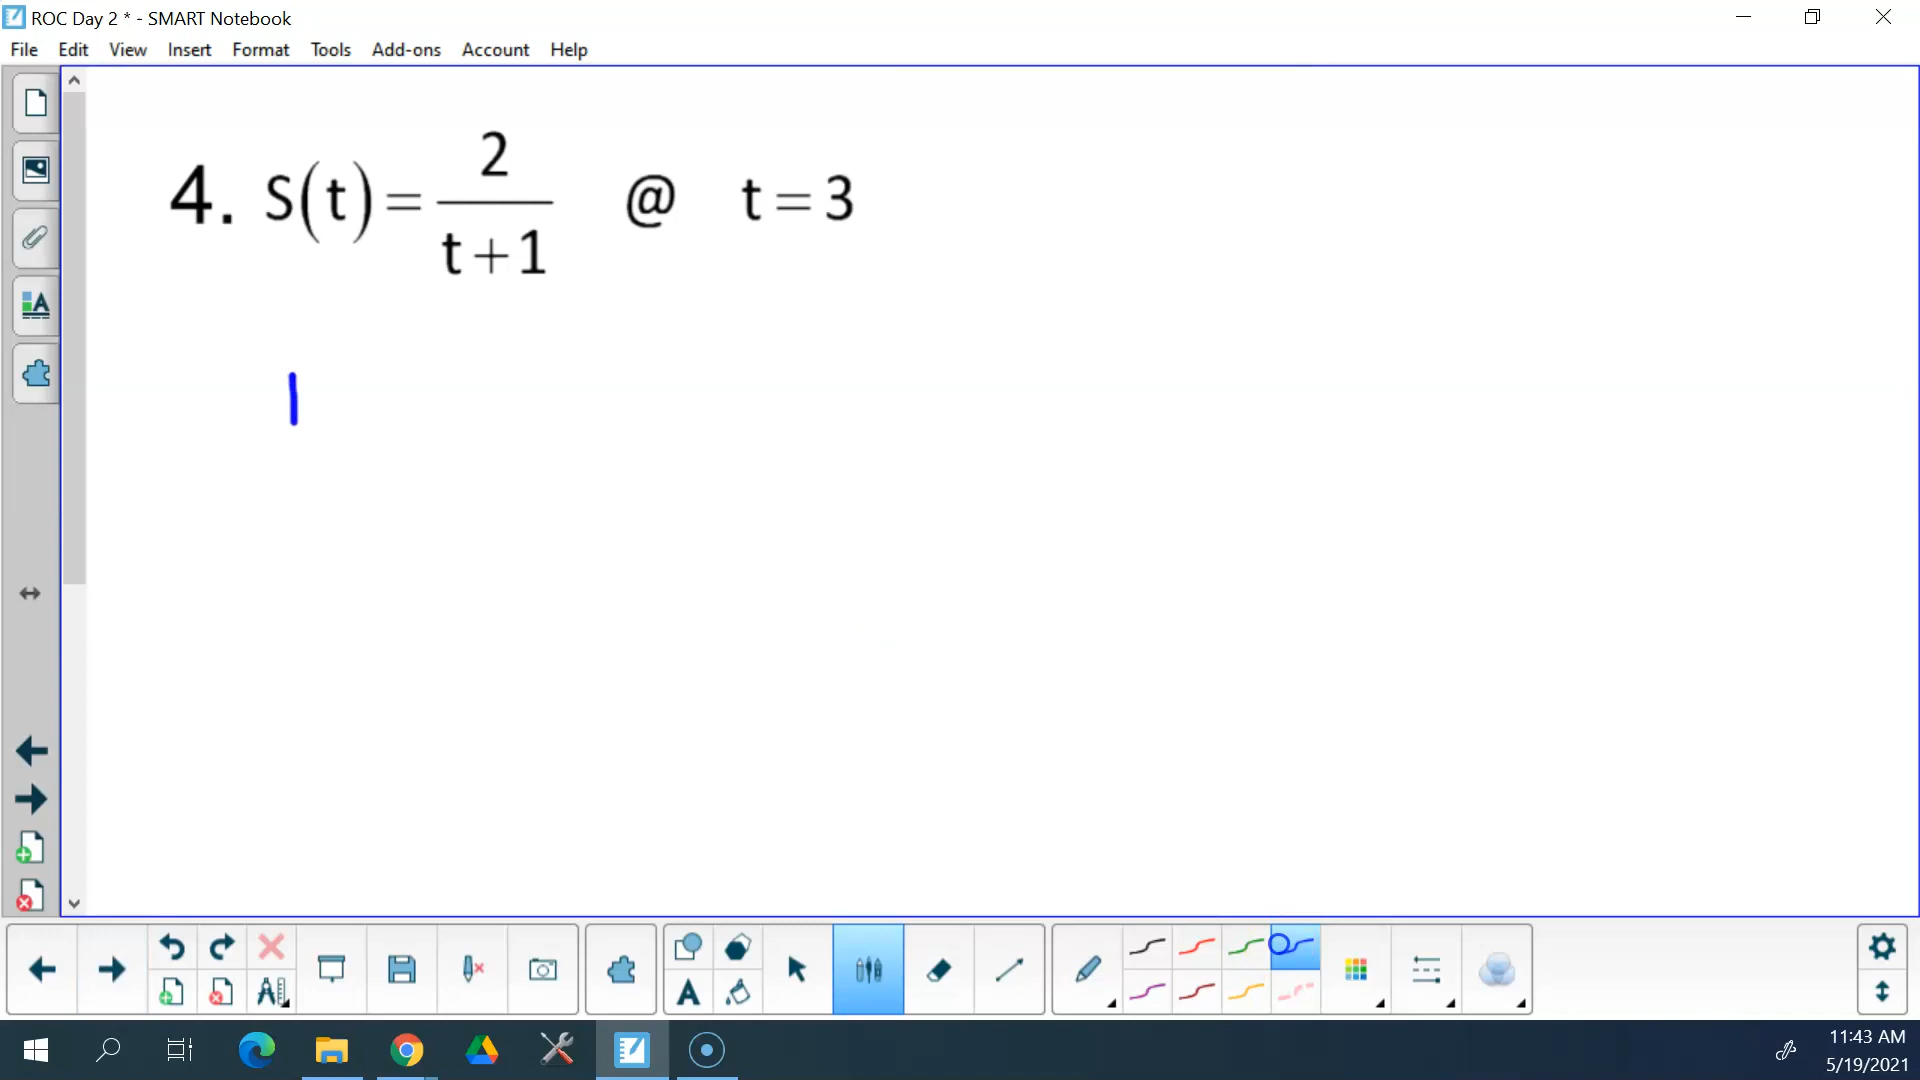 ROC Day 2 * - SMART Notebook
File Edit View Insert Format Tools Add-ons Account Help
4. S(t) = 2/(t+1) @ t = 3
11:43 AM
5/19/2021